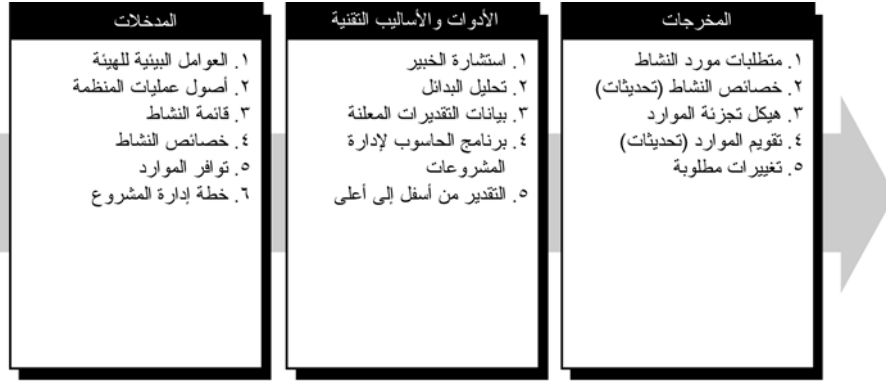 المدخلات
١. العوامل البيئية للهيئة
٢. أصول عمليات المنظمة
٣. قائمة النشاط
٤. خصائص النشاط
٥. توافر الموارد
٦. خطة إدارة المشروع
الأدوات والأساليب التقنية
١. استشارة الخبير
٢. تحليل البدائل
٣. بيانات التقديرات المعلنة
٤. برنامج الحاسوب لإدارة
المشروعات
٥. التقدير من أسفل إلى أعلى
المخرجات
١. متطلبات مورد النشاط
٢. خصائص النشاط (تحديثات)
٣. هيكل تجزئة الموارد
٤. تقويم الموارد (تحديثات)
٥. تغييرات مطلوبة